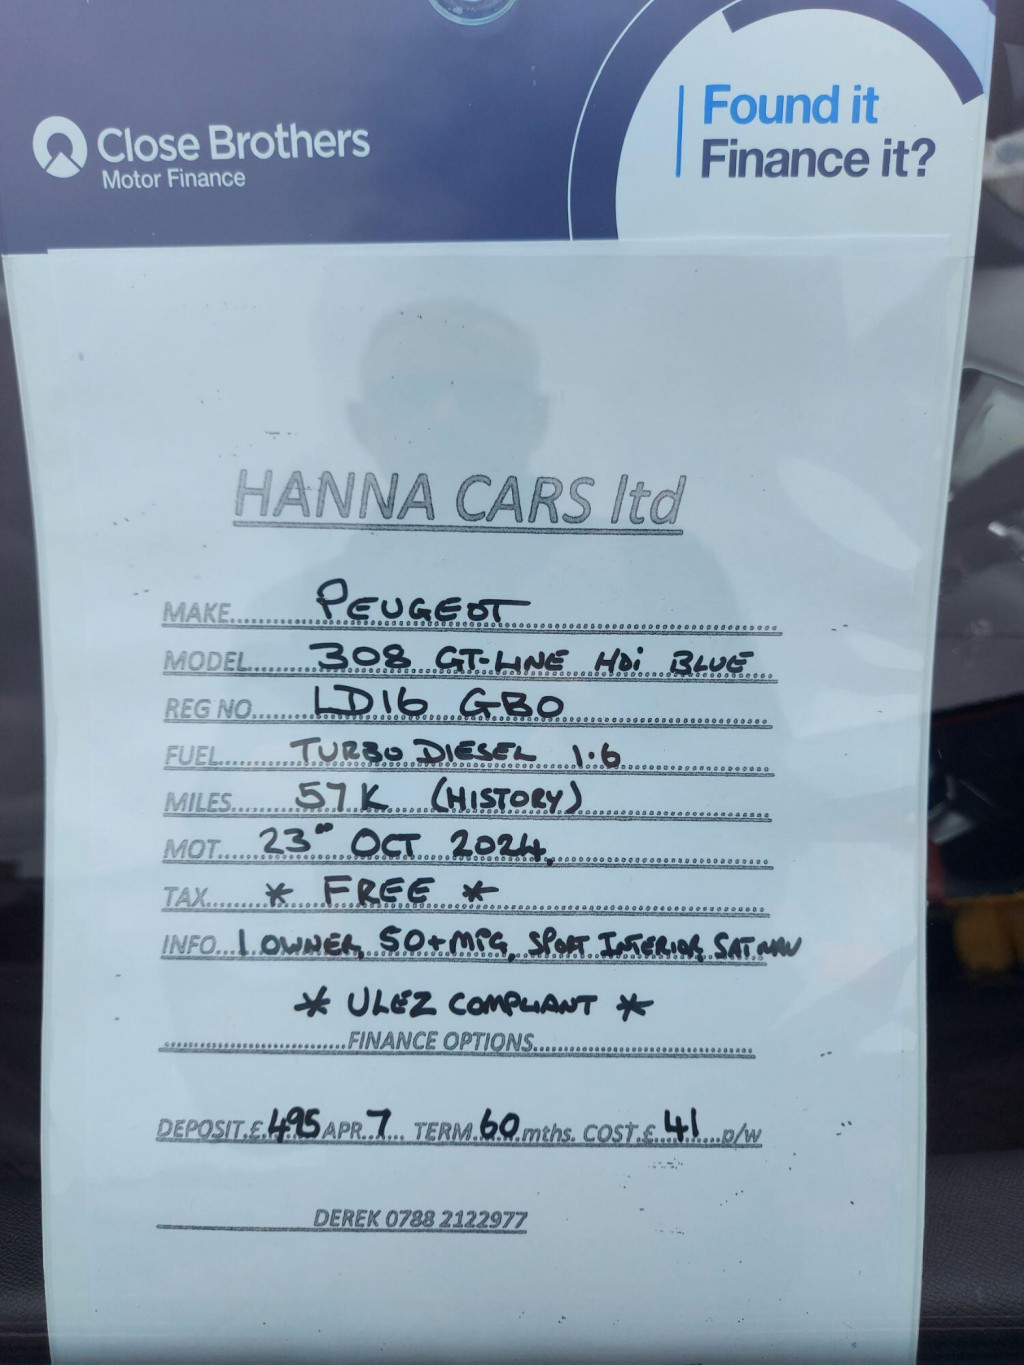 Close Brothers
Motor Finance
Found it
Finance it?
HANNA CARS ltd
MAKE......PEUGEOT
MODEL......308 GT-LINE HDi BLUE
REG NO......LD16 GBO
FUEL......TURBO DIESEL 1.6
MILES......57K (HISTORY)
MOT......23RD OCT 2024.
TAX......* FREE *
INFO...1 OWNER, 50+MPG, SPORT INTERIOR, SAT NAV
* ULEZ COMPLIANT *
..............................FINANCE OPTIONS....................................
DEPOSIT.£.495 APR..7... TERM.60.mths. COST.£..41....p/w
DEREK 0788 2122977